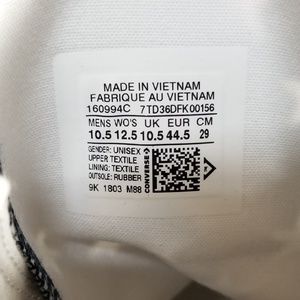 MADE IN VIETNAM
FABRIQUE AU VIETNAM
160994C 7TD36DFK00156
MENS WO'S UK EUR CM
10.5 12.5 10.5 44.5 29
GENDER: UNISEX
UPPER: TEXTILE
LINING: TEXTILE
OUTSOLE: RUBBER
9K 1803 M88
CONVERSE